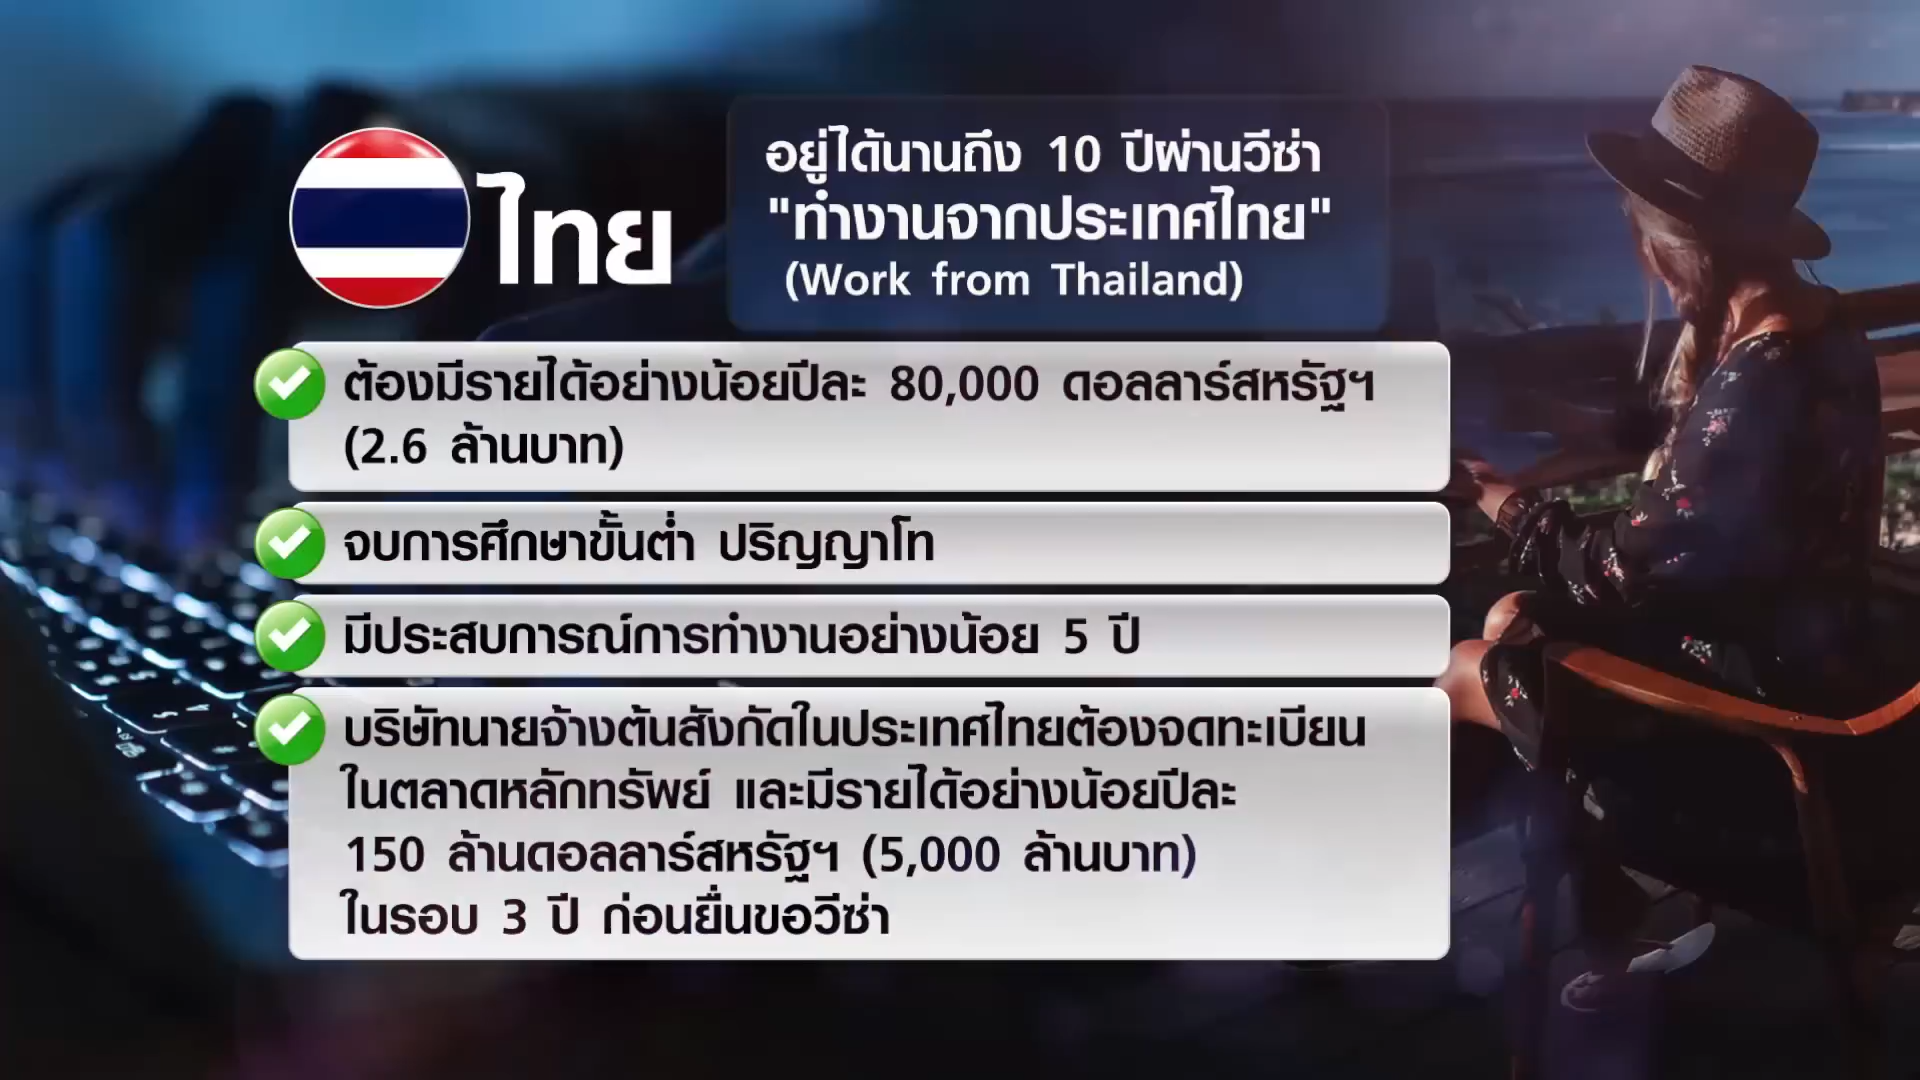 ไทย
อยู่ได้นานถึง 10 ปีผ่านวีซ่า
"ทำงานจากประเทศไทย"
(Work from Thailand)
ต้องมีรายได้อย่างน้อยปีละ 80,000 ดอลลาร์สหรัฐฯ
(2.6 ล้านบาท)
จบการศึกษาขั้นต่ำ ปริญญาโท
มีประสบการณ์การทำงานอย่างน้อย 5 ปี
บริษัทนายจ้างต้นสังกัดในประเทศไทยต้องจดทะเบียน
ในตลาดหลักทรัพย์ และมีรายได้อย่างน้อยปีละ
150 ล้านดอลลาร์สหรัฐฯ (5,000 ล้านบาท)
ในรอบ 3 ปี ก่อนยื่นขอวีซ่า